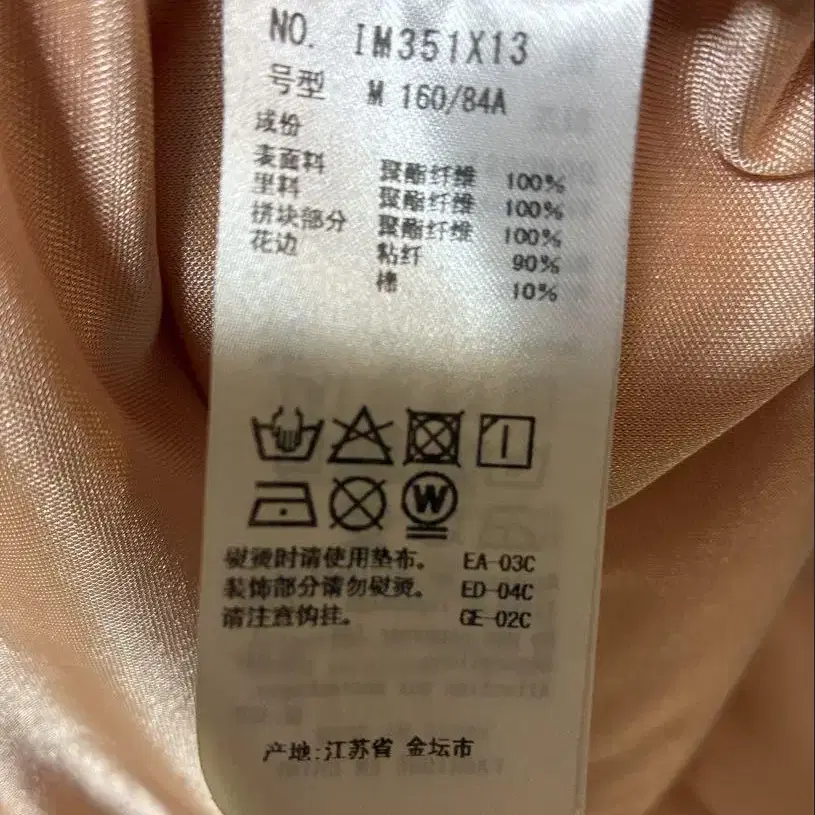 NO. IM351X13
号型 M 160/84A
成份
表面料 聚酯纤维 100%
里料 聚酯纤维 100%
拼块部分 聚酯纤维 100%
花边 粘纤 90%
棉 10%
W
熨烫时请使用垫布。 EA-03C
装饰部分请勿熨烫。 ED-04C
请注意钩挂。 GE-02C
产地:江苏省 金坛市